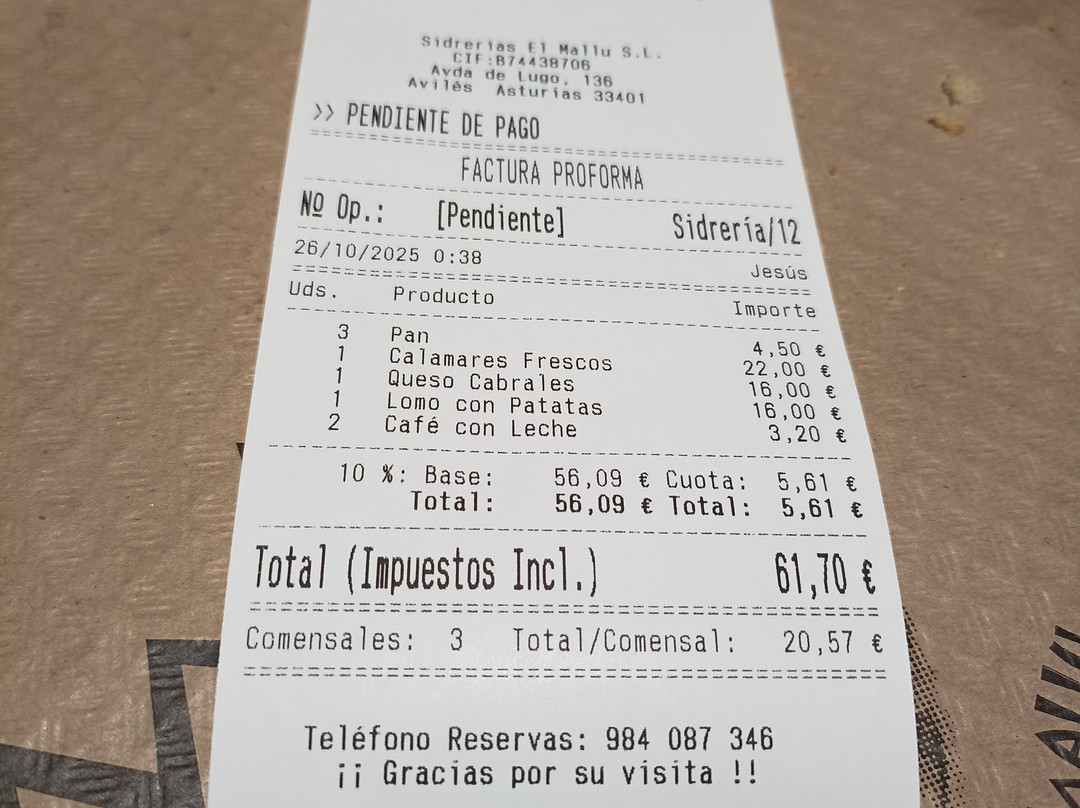 Sidrerias El Mallu S.L.
CIF:B74438706
Avda de Lugo, 136
Avilés Asturias 33401
>> PENDIENTE DE PAGO
FACTURA PROFORMA
Nº Op.: [Pendiente] Sidrería/12
26/10/2025 0:38 Jesús
Uds. Producto Importe
3 Pan 4,50 €
1 Calamares Frescos 22,00 €
1 Queso Cabrales 16,00 €
1 Lomo con Patatas 16,00 €
2 Café con Leche 3,20 €
10 %: Base: 56,09 € Cuota: 5,61 €
Total: 56,09 € Total: 5,61 €
Total (Impuestos Incl.) 61,70 €
Comensales: 3 Total/Comensal: 20,57 €
Teléfono Reservas: 984 087 346
¡¡ Gracias por su visita !!